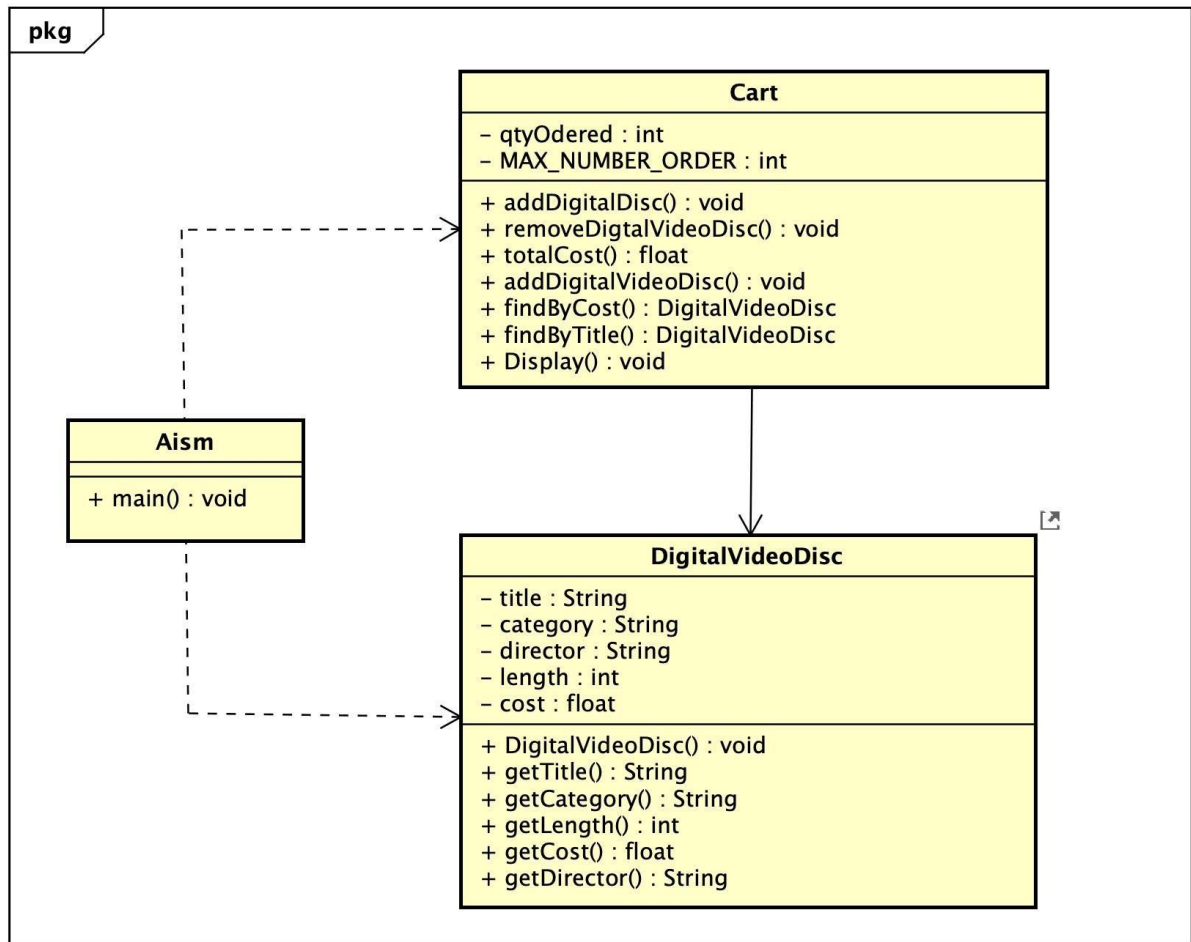 pkg
Cart
- qtyOdered : int
- MAX_NUMBER_ORDER : int
+ addDigitalDisc() : void
+ removeDigtalVideoDisc() : void
+ totalCost() : float
+ addDigitalVideoDisc() : void
+ findByCost() : DigitalVideoDisc
+ findByTitle() : DigitalVideoDisc
+ Display() : void
Aism
+ main() : void
DigitalVideoDisc
- title : String
- category : String
- director : String
- length : int
- cost : float
+ DigitalVideoDisc() : void
+ getTitle() : String
+ getCategory() : String
+ getLength() : int
+ getCost() : float
+ getDirector() : String